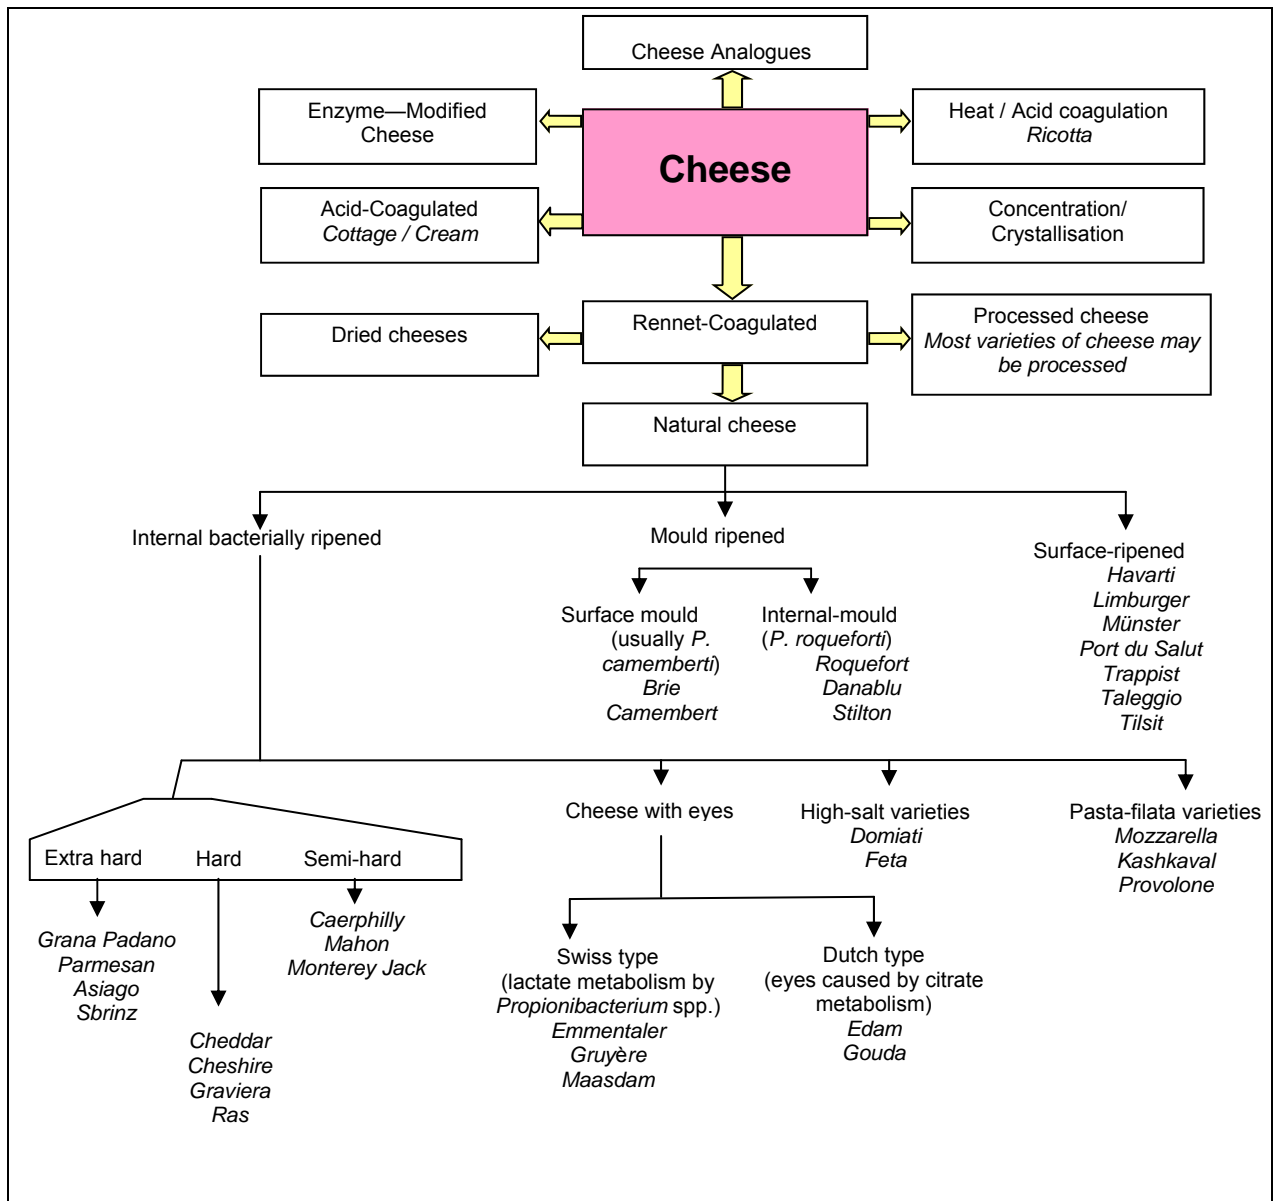 Cheese Analogues
Enzyme—Modified
Cheese
Heat / Acid coagulation
Ricotta
Cheese
Acid-Coagulated
Cottage / Cream
Concentration/
Crystallisation
Dried cheeses
Rennet-Coagulated
Processed cheese
Most varieties of cheese may
be processed
Natural cheese
Internal bacterially ripened
Mould ripened
Surface-ripened
Havarti
Limburger
Münster
Port du Salut
Trappist
Taleggio
Tilsit
Surface mould
(usually P.
camemberti)
Brie
Camembert
Internal-mould
(P. roqueforti)
Roquefort
Danablu
Stilton
Extra hard
Hard
Semi-hard
Grana Padano
Parmesan
Asiago
Sbrinz
Cheddar
Cheshire
Graviera
Ras
Caerphilly
Mahon
Monterey Jack
Cheese with eyes
Swiss type
(lactate metabolism by
Propionibacterium spp.)
Emmentaler
Gruyère
Maasdam
Dutch type
(eyes caused by citrate
metabolism)
Edam
Gouda
High-salt varieties
Domiati
Feta
Pasta-filata varieties
Mozzarella
Kashkaval
Provolone